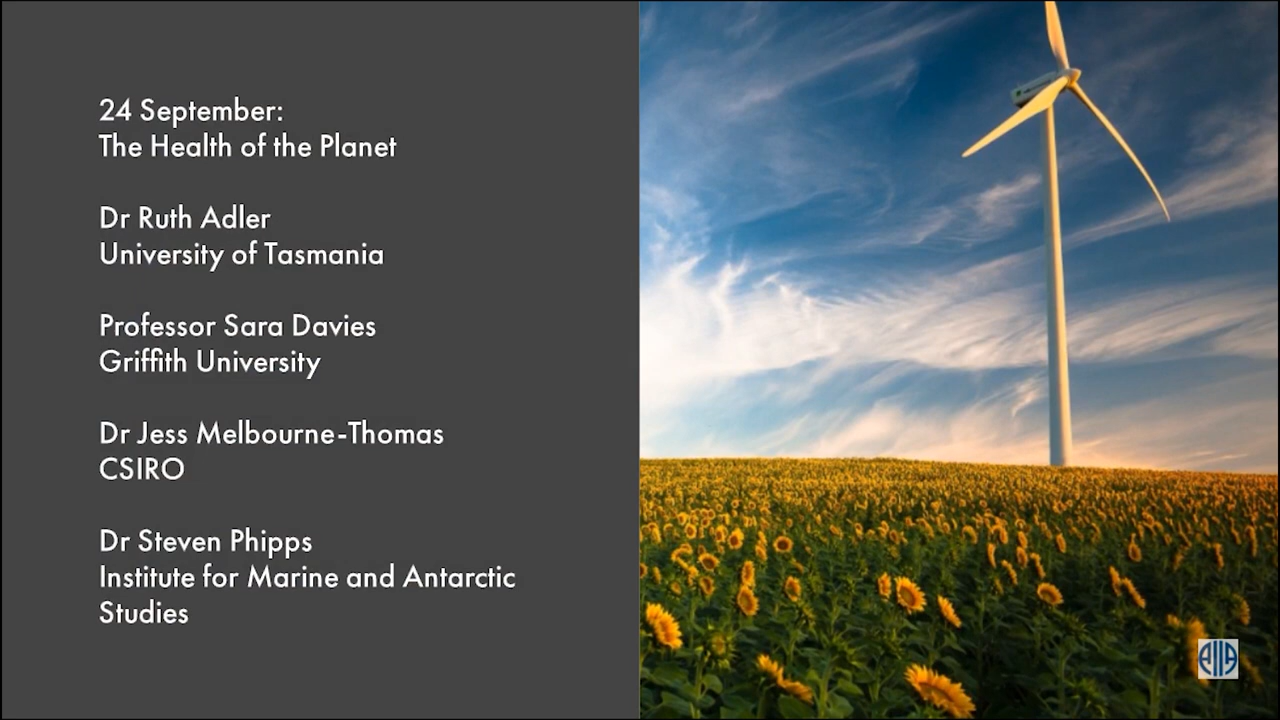 24 September:
The Health of the Planet
Dr Ruth Adler
University of Tasmania
Professor Sara Davies
Griffith University
Dr Jess Melbourne-Thomas
CSIRO
Dr Steven Phipps
Institute for Marine and Antarctic
Studies
AIIA